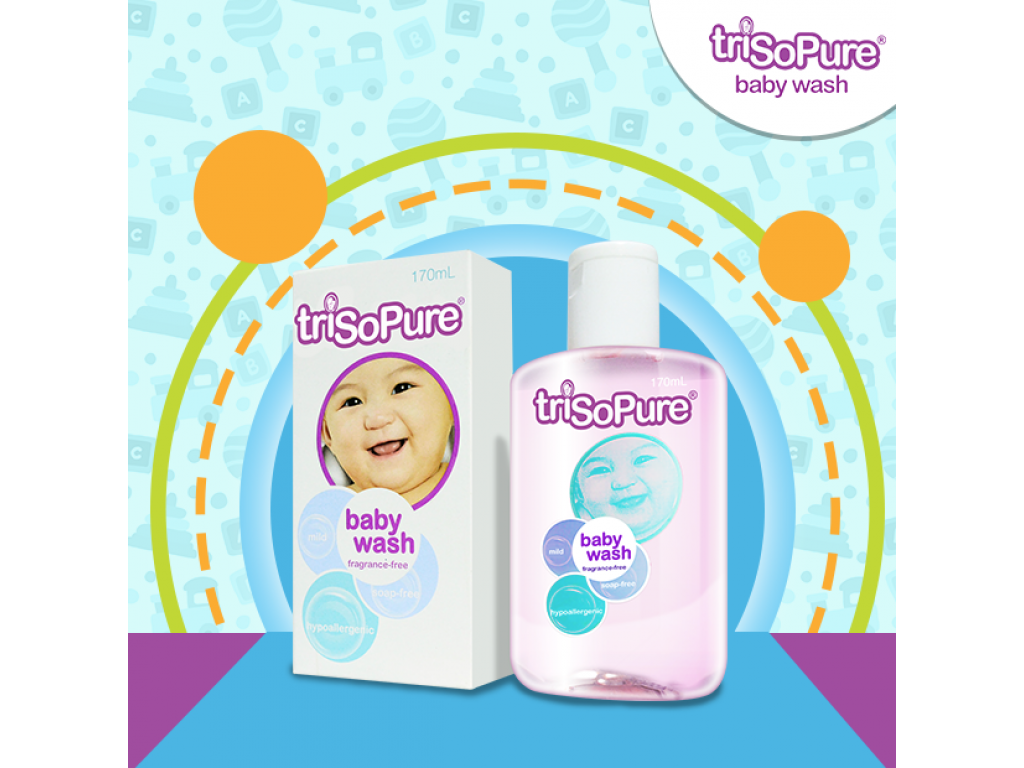 triSoPure®
baby wash
170mL
triSoPure®
baby
wash
fragrance-free
mild
soap-free
hypoallergenic
170mL
triSoPure®
baby
wash
fragrance-free
mild
soap-free
hypoallergenic
A
C
B
C
A
C
A
B
C
B